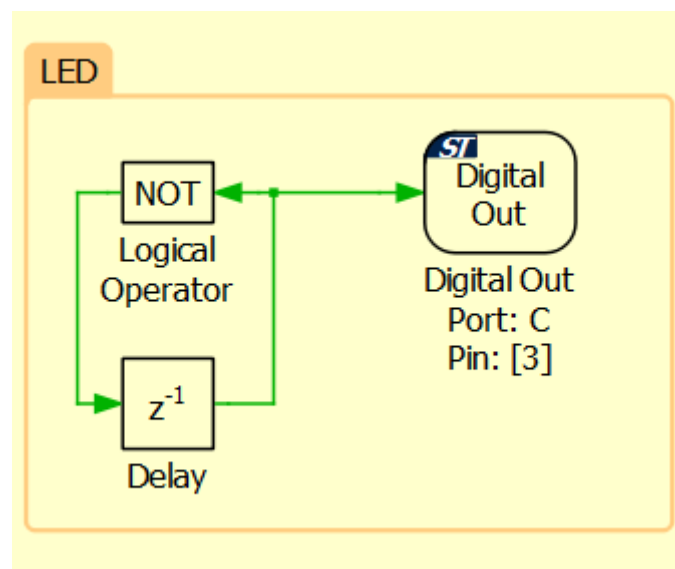 LED
NOT
Logical
Operator
z⁻¹
Delay
ST
Digital
Out
Digital Out
Port: C
Pin: [3]